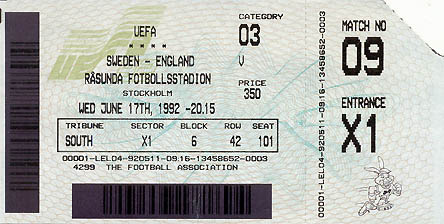 UEFA
* * * *
SWEDEN - ENGLAND
RÅSUNDA FOTBOLLSSTADION
STOCKHOLM
WED JUNE 17TH, 1992 -20.15
CATEGORY
03
V
PRICE
350
TRIBUNE SECTOR BLOCK ROW SEAT
SOUTH X1 6 42 101
00001-LEL04-920511-09:16-13458652-0003
4299 THE FOOTBALL ASSOCIATION
00001-LEL04-920511-09:16-13458652-0003
MATCH NO
09
ENTRANCE
X1